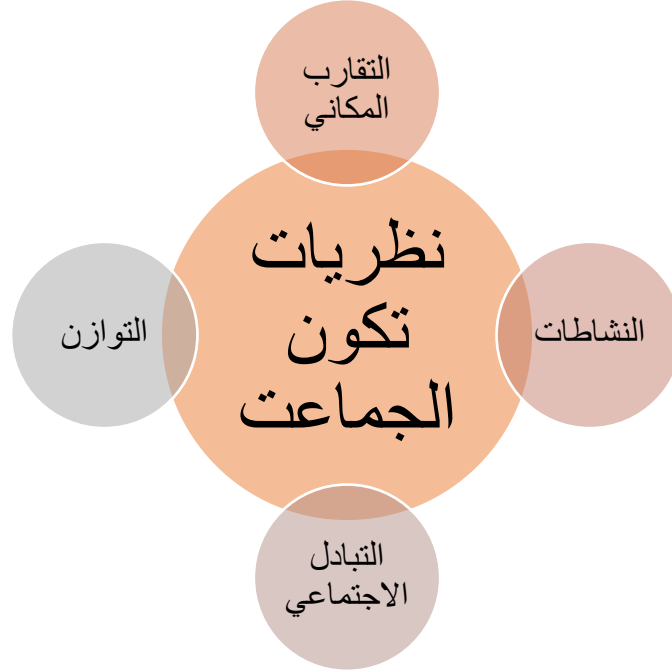 التقارب
المكاني
نظريات
تكون
الجماعت
النشاطات
التوازن
التبادل
الاجتماعي